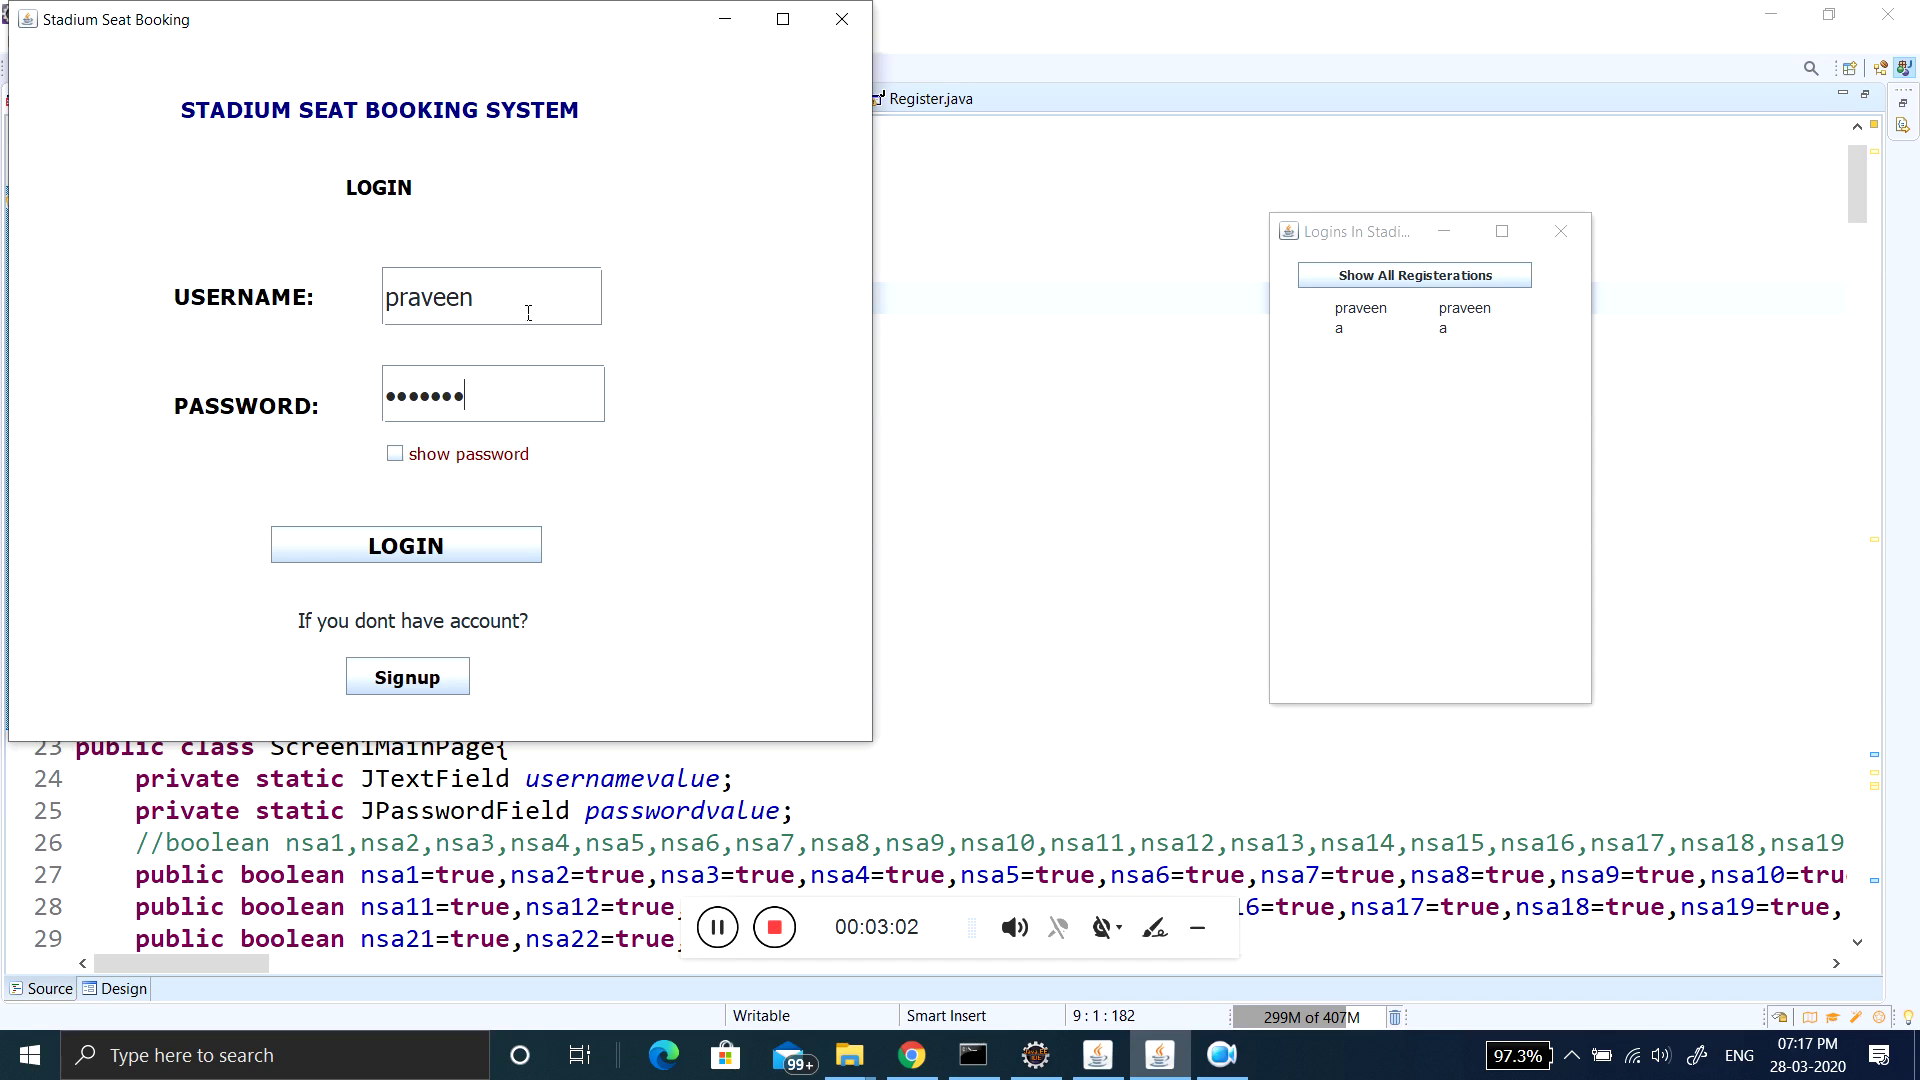 Stadium Seat Booking
STADIUM SEAT BOOKING SYSTEM
LOGIN
USERNAME:
praveen
PASSWORD:
show password
LOGIN
If you dont have account?
Signup
Register.java
Logins In Stadi...
Show All Registerations
praveen praveen
a a
23 public class Screen1MainPage{
24 private static JTextField usernamevalue;
25 private static JPasswordField passwordvalue;
26 //boolean nsa1,nsa2,nsa3,nsa4,nsa5,nsa6,nsa7,nsa8,nsa9,nsa10,nsa11,nsa12,nsa13,nsa14,nsa15,nsa16,nsa17,nsa18,nsa19
27 public boolean nsa1=true,nsa2=true,nsa3=true,nsa4=true,nsa5=true,nsa6=true,nsa7=true,nsa8=true,nsa9=true,nsa10=tru
28 public boolean nsa11=true,nsa12=true, 16=true,nsa17=true,nsa18=true,nsa19=true,
29 public boolean nsa21=true,nsa22=true,
00:03:02
Source Design
Writable Smart Insert 9 : 1 : 182 299M of 407M
Type here to search
99+
97.3% ENG
07:17 PM
28-03-2020